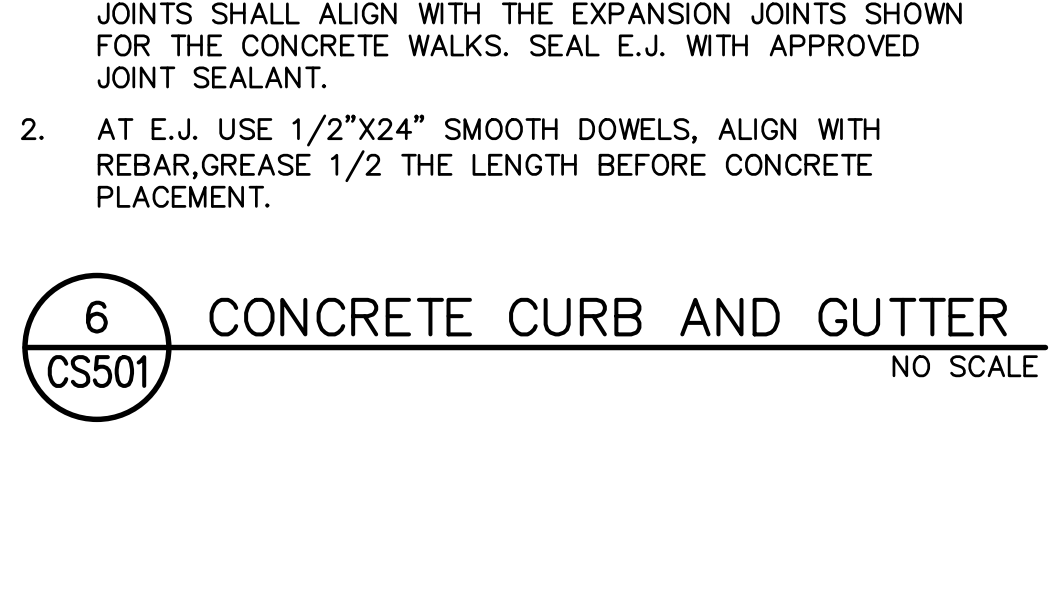 JOINTS SHALL ALIGN WITH THE EXPANSION JOINTS SHOWN
FOR THE CONCRETE WALKS. SEAL E.J. WITH APPROVED
JOINT SEALANT.
2. AT E.J. USE 1/2”X24” SMOOTH DOWELS, ALIGN WITH
REBAR,GREASE 1/2 THE LENGTH BEFORE CONCRETE
PLACEMENT.
6 CONCRETE CURB AND GUTTER
CS501 NO SCALE